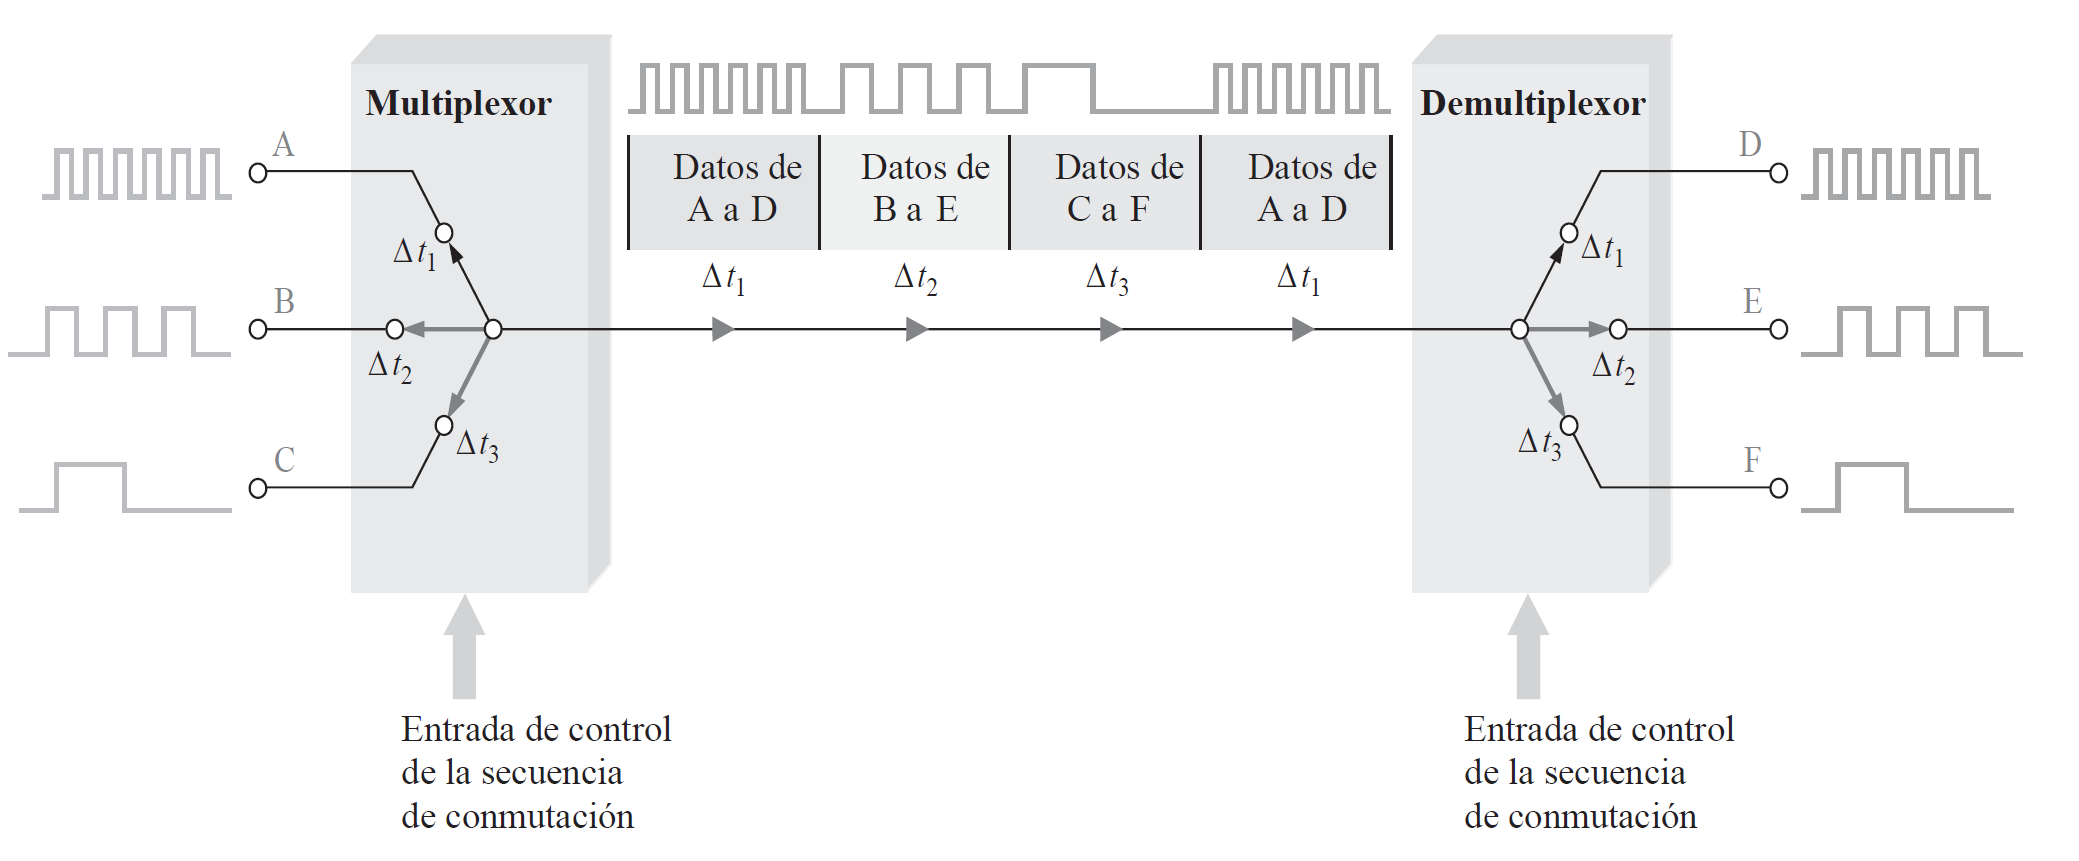 Multiplexor
Demultiplexor
A
Datos de
A a D
Datos de
B a E
Datos de
C a F
Datos de
A a D
D
Δt1
Δt1
Δt2
Δt3
Δt1
Δt1
B
E
Δt2
Δt2
C
Δt3
Δt3
F
Entrada de control
de la secuencia
de conmutación
Entrada de control
de la secuencia
de conmutación